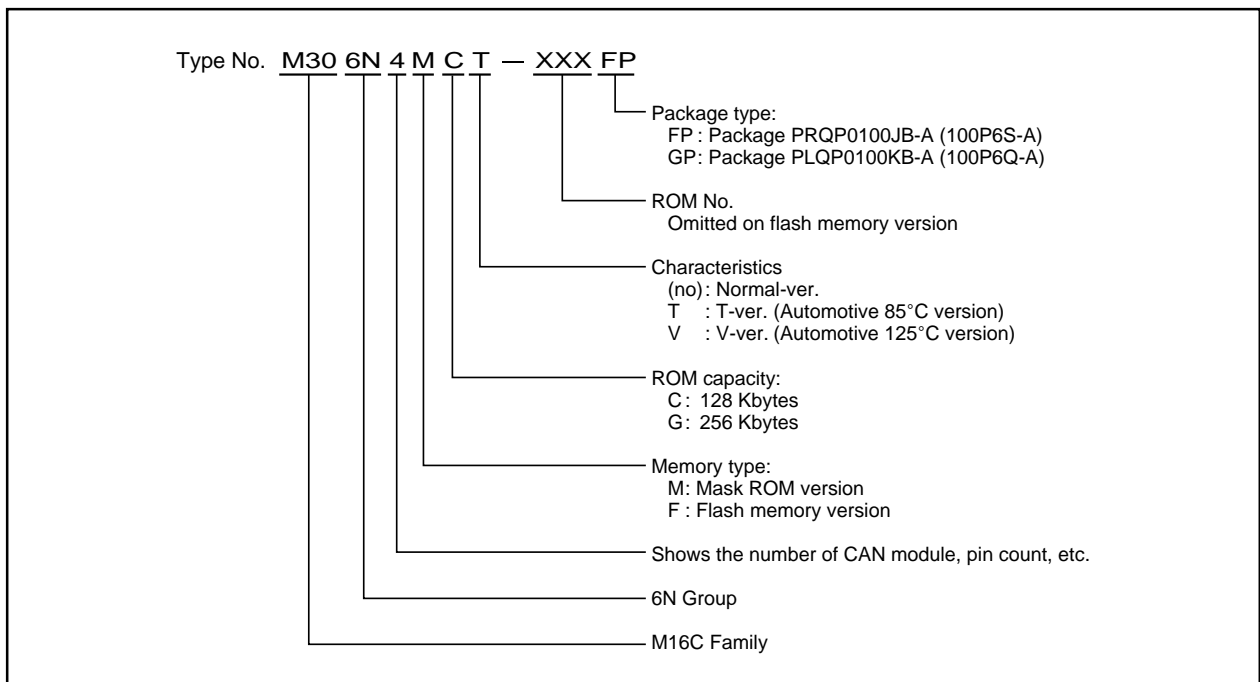 Type No. M30 6N 4 M C T — XXX FP
Package type:
FP : Package PRQP0100JB-A (100P6S-A)
GP: Package PLQP0100KB-A (100P6Q-A)
ROM No.
Omitted on flash memory version
Characteristics
(no) : Normal-ver.
T : T-ver. (Automotive 85°C version)
V : V-ver. (Automotive 125°C version)
ROM capacity:
C : 128 Kbytes
G : 256 Kbytes
Memory type:
M: Mask ROM version
F : Flash memory version
Shows the number of CAN module, pin count, etc.
6N Group
M16C Family